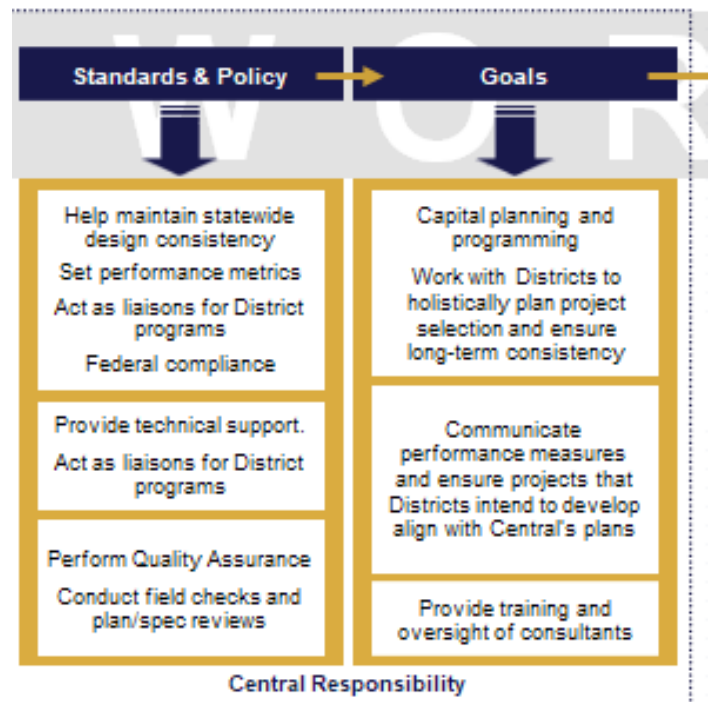 W O R
Standards & Policy
Goals
Help maintain statewide
design consistency
Set performance metrics
Act as liaisons for District
programs
Federal compliance
Provide technical support.
Act as liaisons for District
programs
Perform Quality Assurance
Conduct field checks and
plan/spec reviews
Capital planning and
programming
Work with Districts to
holistically plan project
selection and ensure
long-term consistency
Communicate
performance measures
and ensure projects that
Districts intend to develop
align with Central's plans
Provide training and
oversight of consultants
Central Responsibility